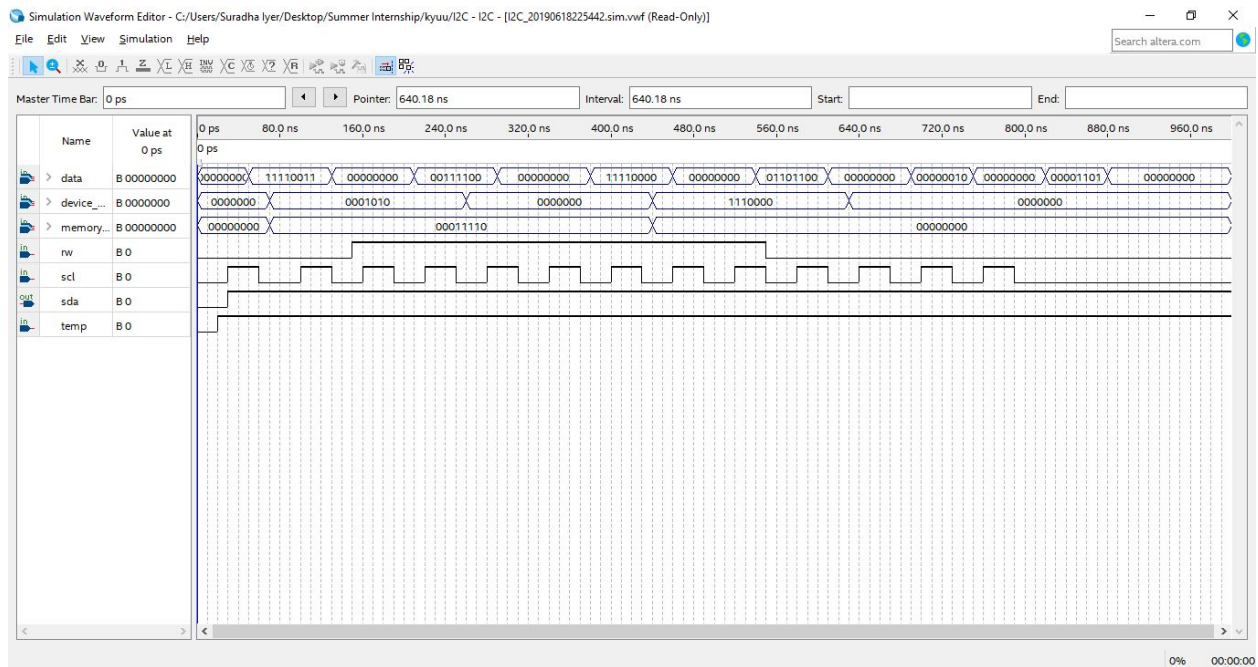 Simulation Waveform Editor - C:/Users/Suradha Iyer/Desktop/Summer Internship/kyuu/I2C - I2C - [I2C_20190618225442.sim.vwf (Read-Only)]
File Edit View Simulation Help
Search altera.com
Master Time Bar: 0 ps Pointer: 640.18 ns Interval: 640.18 ns Start: End:
Name Value at 0 ps
0 ps 80.0 ns 160.0 ns 240.0 ns 320.0 ns 400.0 ns 480.0 ns 560.0 ns 640.0 ns 720.0 ns 800.0 ns 880.0 ns 960.0 ns
0 ps
data B 00000000 0000000 11110011 00000000 00111100 00000000 11110000 00000000 01101100 00000000 00000010 00000000 00001101 00000000
device_... B 0000000 0000000 0001010 0000000 1110000 0000000
memory... B 00000000 00000000 00011110 00000000
rw B 0
scl B 0
sda B 0
temp B 0
0% 00:00:00